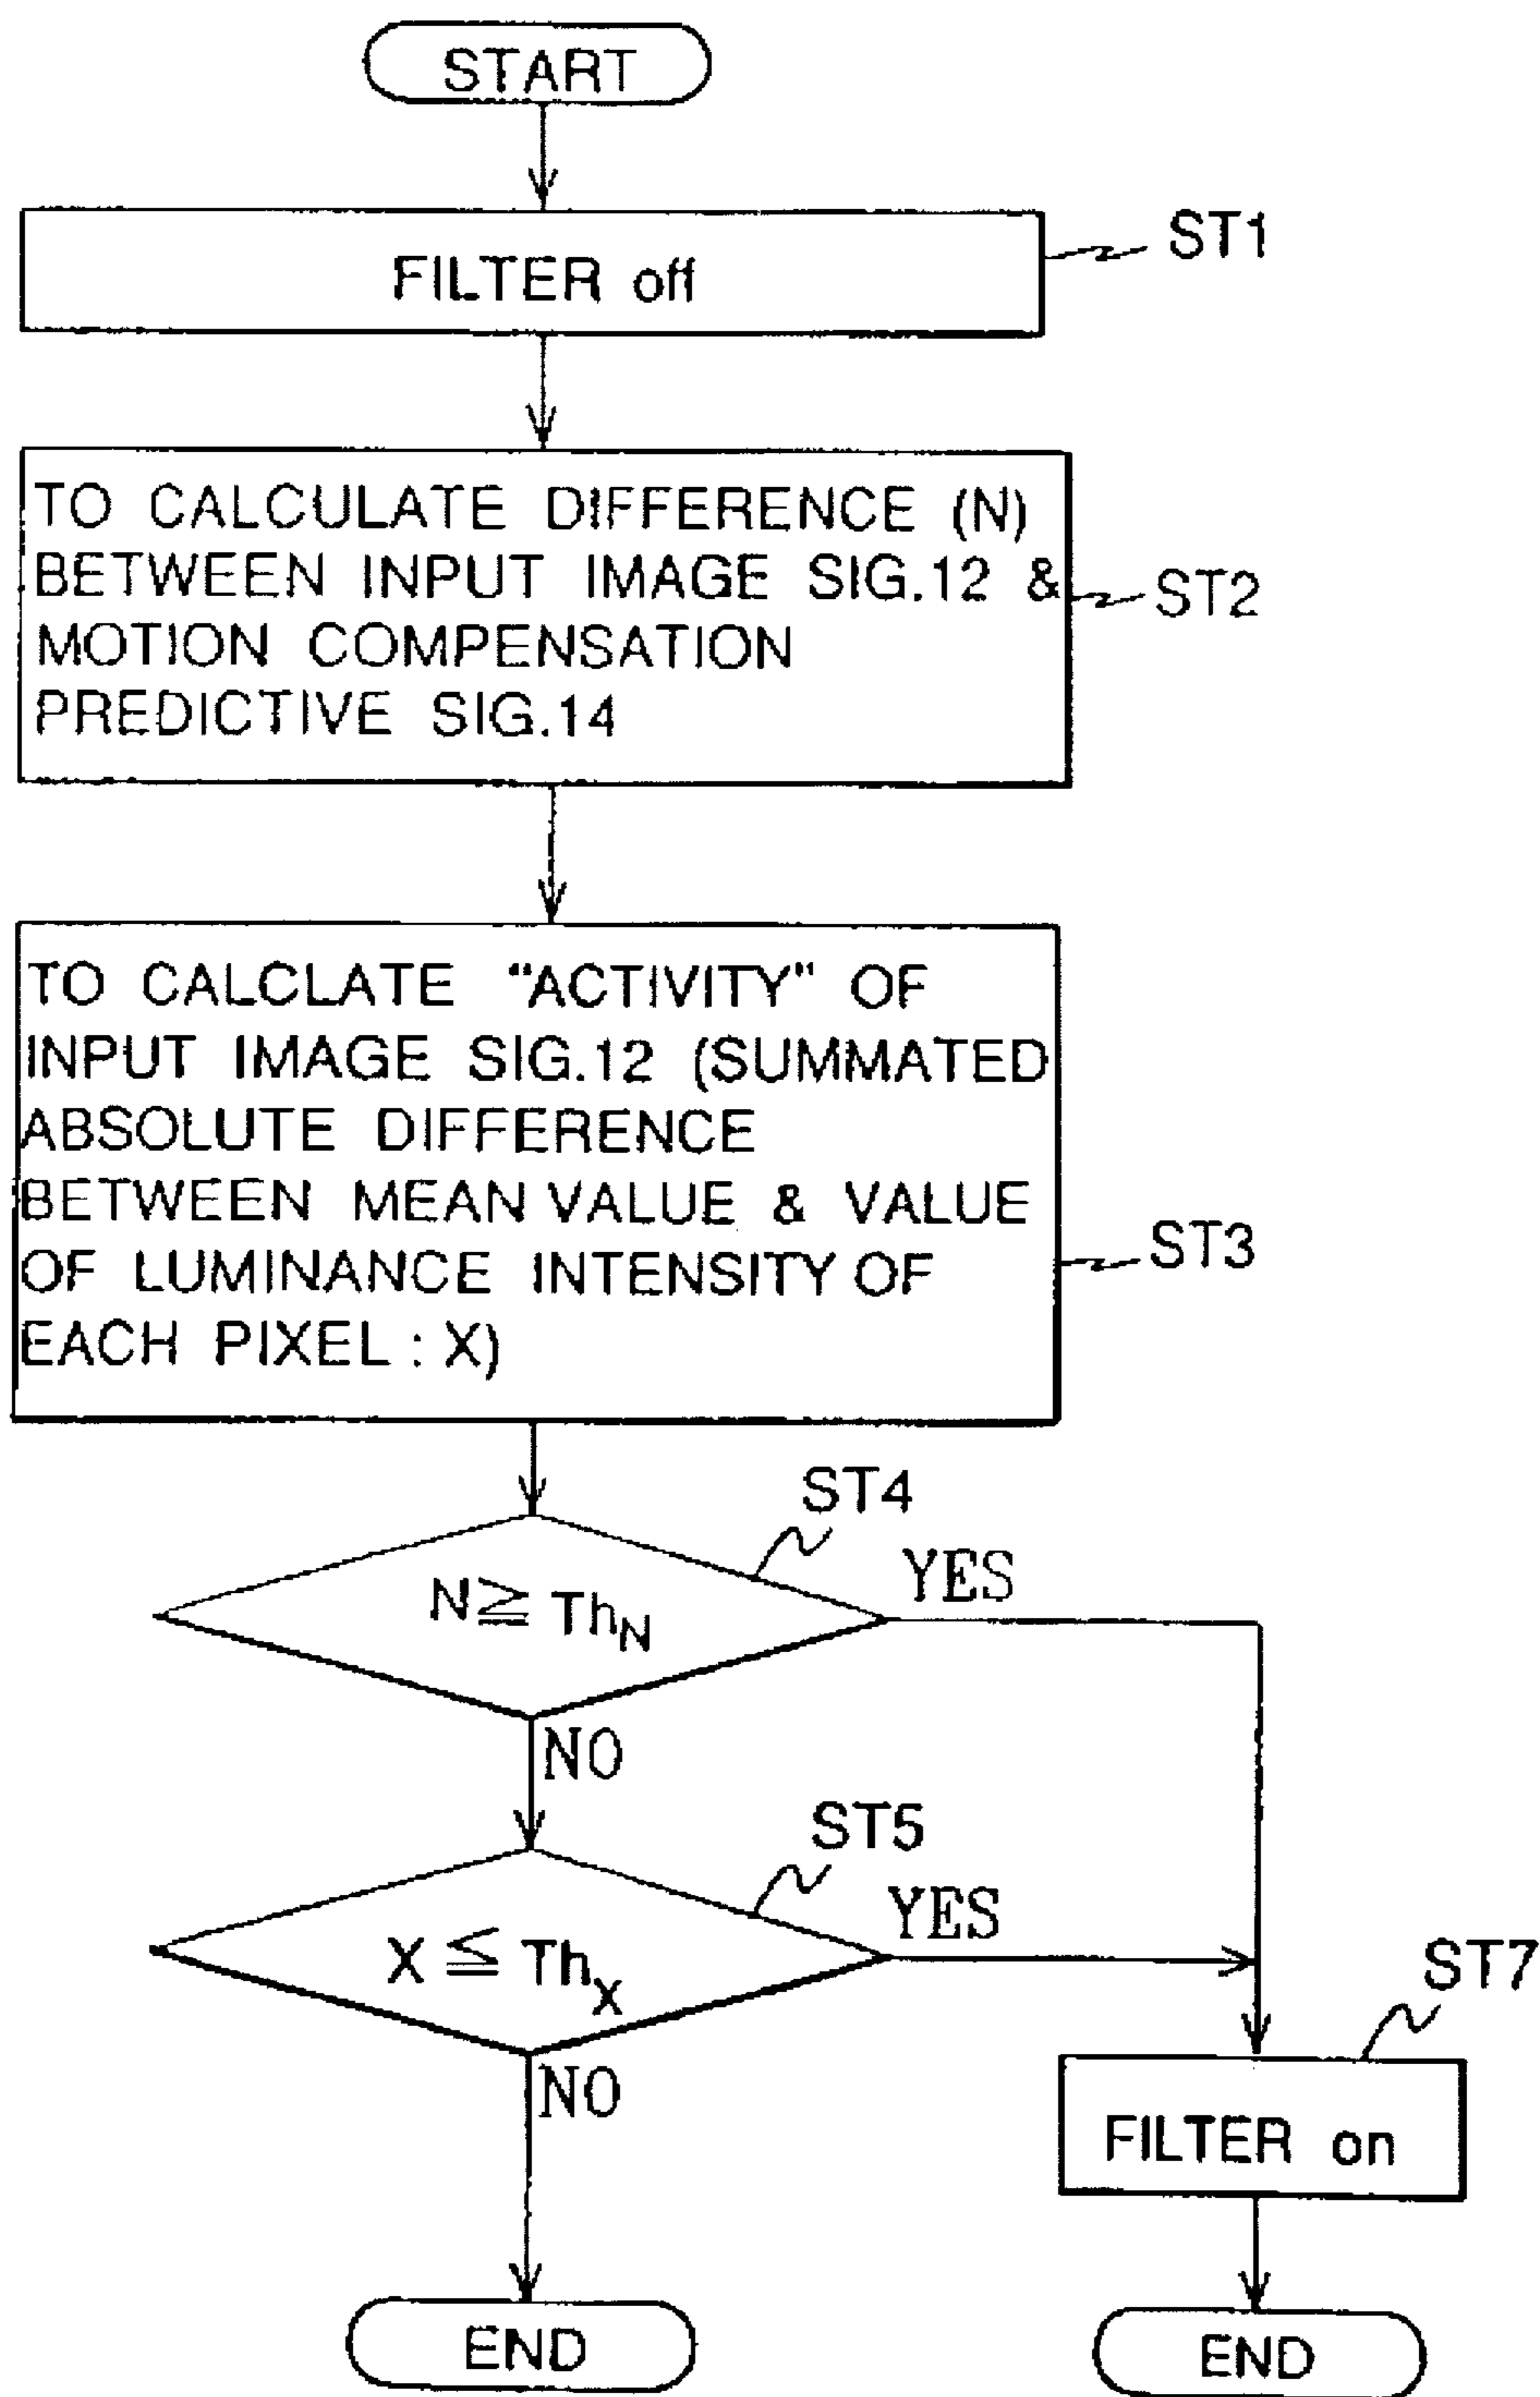 START
FILTER off
ST1
TO CALCULATE DIFFERENCE (N)
BETWEEN INPUT IMAGE SIG.12 &
MOTION COMPENSATION
PREDICTIVE SIG.14
ST2
TO CALCLATE "ACTIVITY" OF
INPUT IMAGE SIG.12 (SUMMATED
ABSOLUTE DIFFERENCE
BETWEEN MEAN VALUE & VALUE
OF LUMINANCE INTENSITY OF
EACH PIXEL : X)
ST3
ST4
N≧ ThN
YES
NO
ST5
X ≦ ThX
YES
NO
ST7
FILTER on
END
END